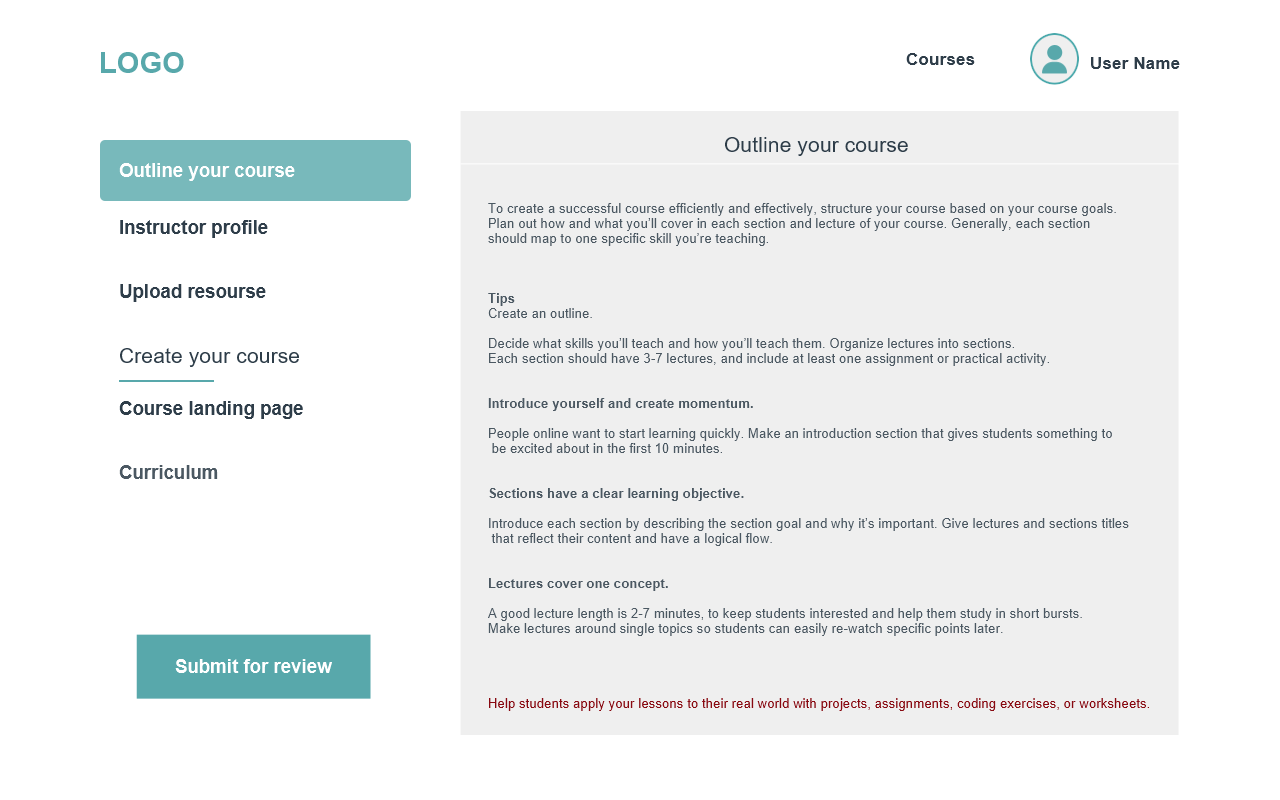 LOGO
Courses
User Name
Outline your course
Instructor profile
Upload resourse
Create your course
Course landing page
Curriculum
Submit for review
Outline your course
To create a successful course efficiently and effectively, structure your course based on your course goals.
Plan out how and what you’ll cover in each section and lecture of your course. Generally, each section
should map to one specific skill you’re teaching.
Tips
Create an outline.
Decide what skills you’ll teach and how you’ll teach them. Organize lectures into sections.
Each section should have 3-7 lectures, and include at least one assignment or practical activity.
Introduce yourself and create momentum.
People online want to start learning quickly. Make an introduction section that gives students something to
be excited about in the first 10 minutes.
Sections have a clear learning objective.
Introduce each section by describing the section goal and why it’s important. Give lectures and sections titles
that reflect their content and have a logical flow.
Lectures cover one concept.
A good lecture length is 2-7 minutes, to keep students interested and help them study in short bursts.
Make lectures around single topics so students can easily re-watch specific points later.
Help students apply your lessons to their real world with projects, assignments, coding exercises, or worksheets.